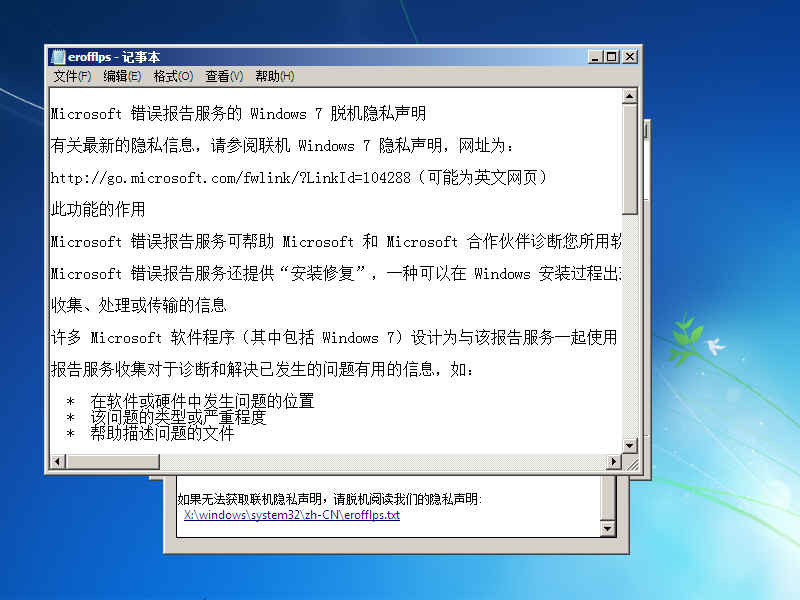 erofflps - 记事本
文件(F) 编辑(E) 格式(O) 查看(V) 帮助(H)
Microsoft 错误报告服务的 Windows 7 脱机隐私声明
有关最新的隐私信息，请参阅联机 Windows 7 隐私声明，网址为：
http://go.microsoft.com/fwlink/?LinkId=104288（可能为英文网页）
此功能的作用
Microsoft 错误报告服务可帮助 Microsoft 和 Microsoft 合作伙伴诊断您所用软
Microsoft 错误报告服务还提供“安装修复”，一种可以在 Windows 安装过程出
收集、处理或传输的信息
许多 Microsoft 软件程序（其中包括 Windows 7）设计为与该报告服务一起使用
报告服务收集对于诊断和解决已发生的问题有用的信息，如：
* 在软件或硬件中发生问题的位置
* 该问题的类型或严重程度
* 帮助描述问题的文件
如果无法获取联机隐私声明，请脱机阅读我们的隐私声明:
X:\windows\system32\zh-CN\erofflps.txt